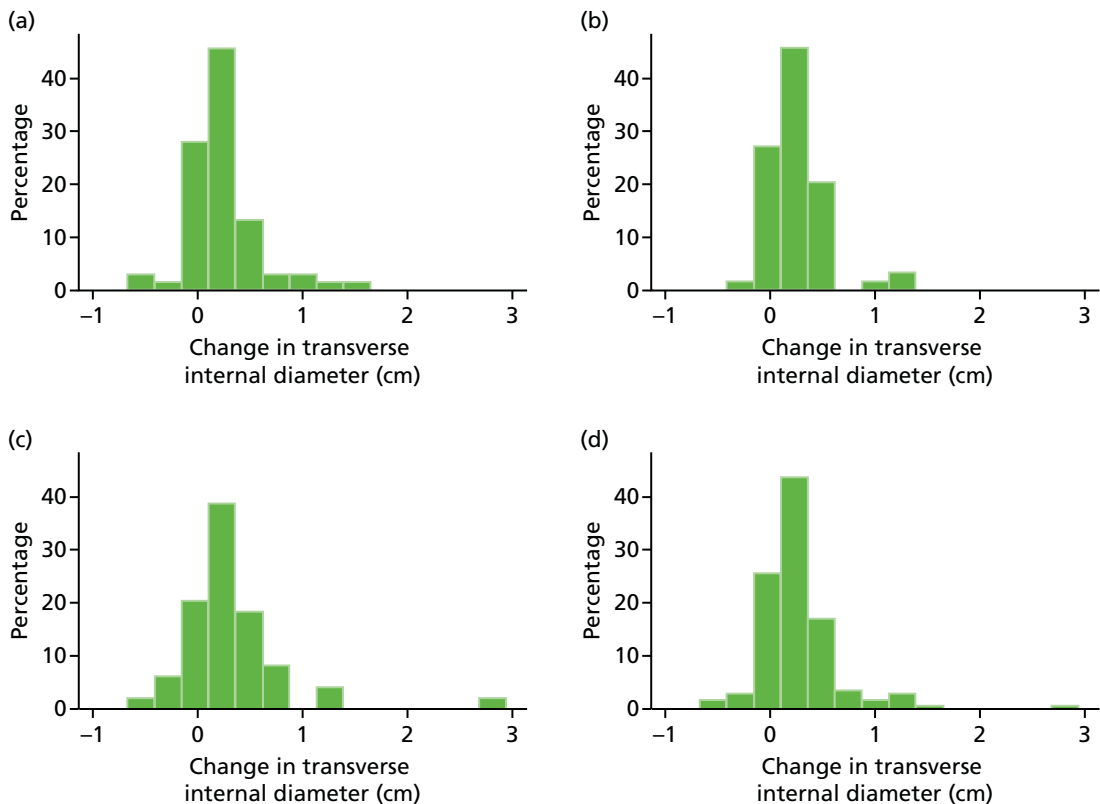 (a)
40
30
20
10
0
Percentage
−1
0
1
2
3
Change in transverse
internal diameter (cm)
(b)
40
30
20
10
0
Percentage
−1
0
1
2
3
Change in transverse
internal diameter (cm)
(c)
40
30
20
10
0
Percentage
−1
0
1
2
3
Change in transverse
internal diameter (cm)
(d)
40
30
20
10
0
Percentage
−1
0
1
2
3
Change in transverse
internal diameter (cm)